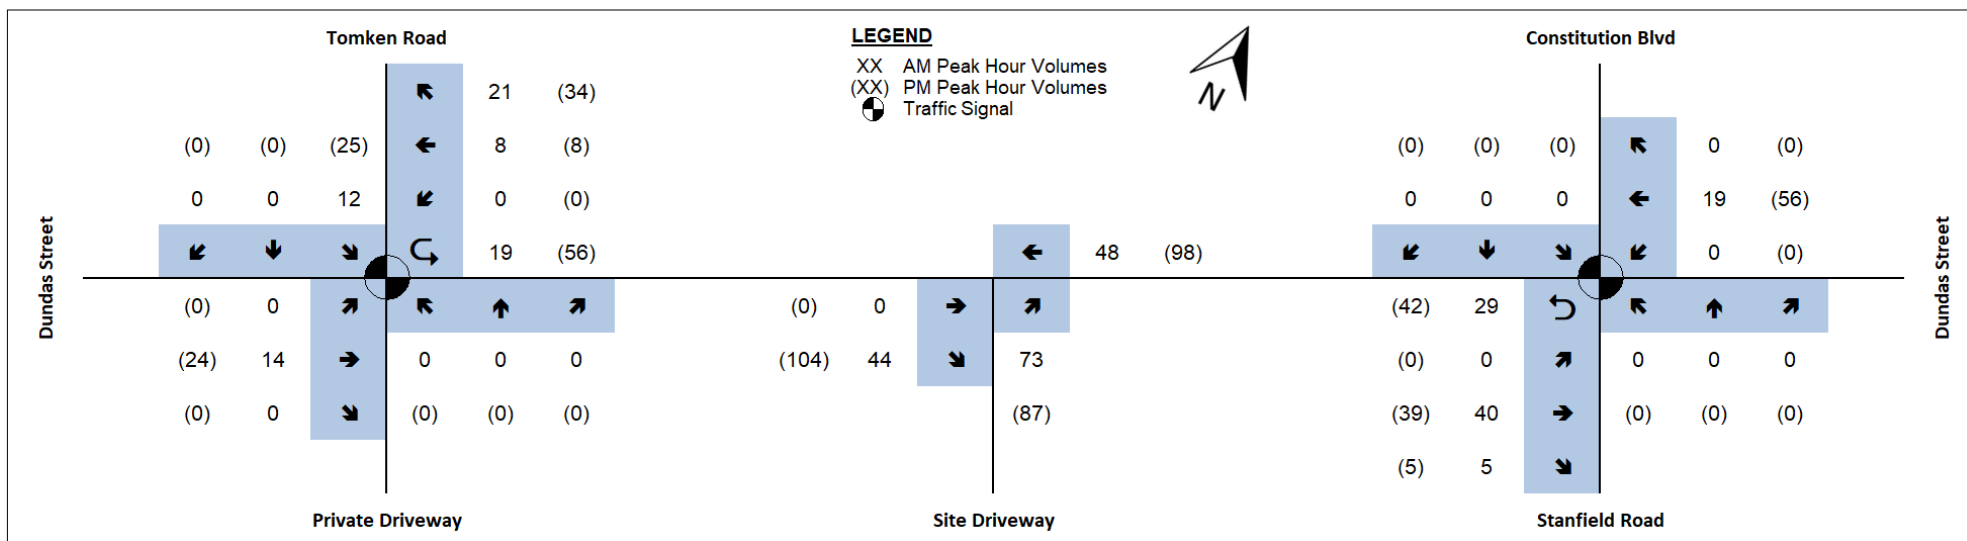 Tomken Road
LEGEND
Constitution Blvd
XX AM Peak Hour Volumes
(XX) PM Peak Hour Volumes
Traffic Signal
N
21 (34)
(0) (0) (25) 8 (8)
0 0 12 0 (0)
19 (56)
Dundas Street
(0) 0
(24) 14 0 0 0
(0) 0 (0) (0) (0)
Private Driveway
48 (98)
(0) 0
(104) 44 73
(87)
Site Driveway
(0) (0) (0) 0 (0)
0 0 0 19 (56)
0 (0)
Dundas Street
(42) 29
(0) 0 0 0 0
(39) 40 (0) (0) (0)
(5) 5
Stanfield Road